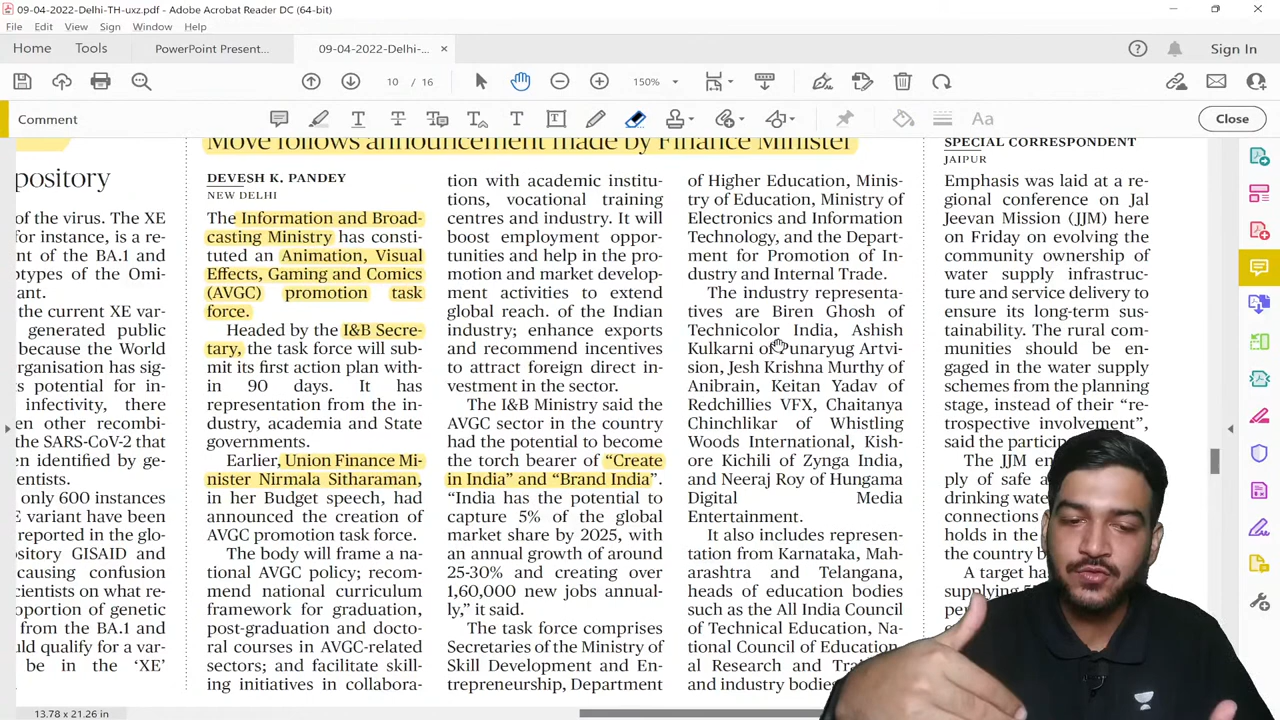 09-04-2022-Delhi-TH-uxz.pdf - Adobe Acrobat Reader DC (64-bit)
File Edit View Sign Window Help
Home Tools PowerPoint Present... 09-04-2022-Delhi-... × Sign In
10 / 16 150%
Comment Close
Move follows announcement made by Finance Minister
pository
of the virus. The XE
for instance, is a re-
nt of the BA.1 and
otypes of the Omi-
ant.
the current XE var-
generated public
because the World
rganisation has sig-
s potential for in-
infectivity, there
en other recombi-
the SARS-CoV-2 that
en identified by ge-
entists.
only 600 instances
E variant have been
reported in the glo-
sitory GISAID and
causing confusion
cientists on what re-
oportion of genetic
from the BA.1 and
uld qualify for a var-
be in the ‘XE’
DEVESH K. PANDEY
NEW DELHI
The Information and Broad-
casting Ministry has consti-
tuted an Animation, Visual
Effects, Gaming and Comics
(AVGC) promotion task
force.
Headed by the I&B Secre-
tary, the task force will sub-
mit its first action plan with-
in 90 days. It has
representation from the in-
dustry, academia and State
governments.
Earlier, Union Finance Mi-
nister Nirmala Sitharaman,
in her Budget speech, had
announced the creation of
AVGC promotion task force.
The body will frame a na-
tional AVGC policy; recom-
mend national curriculum
framework for graduation,
post-graduation and docto-
ral courses in AVGC-related
sectors; and facilitate skill-
ing initiatives in collabora-
tion with academic institu-
tions, vocational training
centres and industry. It will
boost employment oppor-
tunities and help in the pro-
motion and market develop-
ment activities to extend
global reach. of the Indian
industry; enhance exports
and recommend incentives
to attract foreign direct in-
vestment in the sector.
The I&B Ministry said the
AVGC sector in the country
had the potential to become
the torch bearer of “Create
in India” and “Brand India”.
“India has the potential to
capture 5% of the global
market share by 2025, with
an annual growth of around
25-30% and creating over
1,60,000 new jobs annual-
ly,” it said.
The task force comprises
Secretaries of the Ministry of
Skill Development and En-
trepreneurship, Department
of Higher Education, Minis-
try of Education, Ministry of
Electronics and Information
Technology, and the Depart-
ment for Promotion of In-
dustry and Internal Trade.
The industry representa-
tives are Biren Ghosh of
Technicolor India, Ashish
Kulkarni of Punaryug Artvi-
sion, Jesh Krishna Murthy of
Anibrain, Keitan Yadav of
Redchillies VFX, Chaitanya
Chinchlikar of Whistling
Woods International, Kish-
ore Kichili of Zynga India,
and Neeraj Roy of Hungama
Digital Media
Entertainment.
It also includes represen-
tation from Karnataka, Mah-
arashtra and Telangana,
heads of education bodies
such as the All India Council
of Technical Education, Na-
tional Council of Education
al Research and Trai
and industry bodie
SPECIAL CORRESPONDENT
JAIPUR
Emphasis was laid at a re-
gional conference on Jal
Jeevan Mission (JJM) here
on Friday on evolving the
community ownership of
water supply infrastruc-
ture and service delivery to
ensure its long-term sus-
tainability. The rural com-
munities should be en-
gaged in the water supply
schemes from the planning
stage, instead of their “re-
trospective involvement”,
said the partici
The JJM en
ply of safe a
drinking wate
connections
holds in the
the country b
A target ha
supplying 5
per
13.78 x 21.26 in